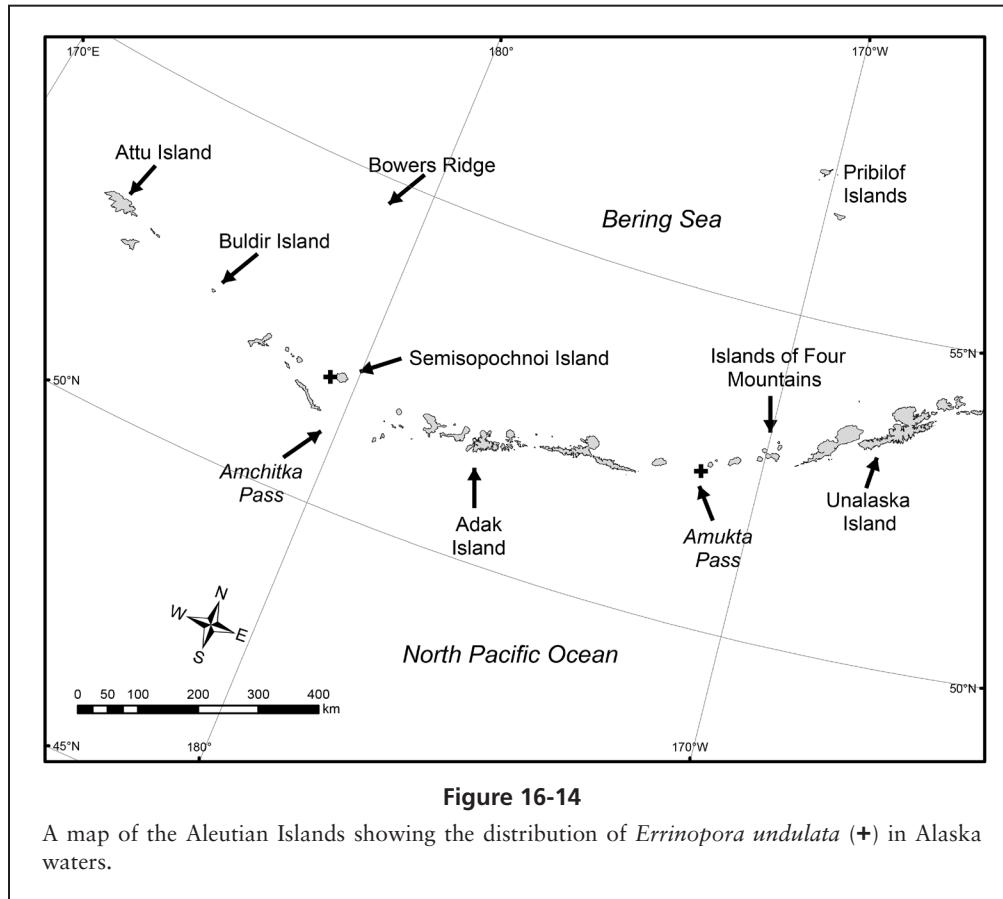 170°E
180°
170°W
Attu Island
Bowers Ridge
Pribilof
Islands
Bering Sea
Buldir Island
Semisopochnoi Island
Islands of Four
Mountains
55°N
50°N
Amchitka
Pass
Adak
Island
Amukta
Pass
Unalaska
Island
N
W
E
S
North Pacific Ocean
0 50 100 200 300 400
km
50°N
45°N
180°
170°W
Figure 16-14
A map of the Aleutian Islands showing the distribution of Errinopora undulata (+) in Alaska
waters.